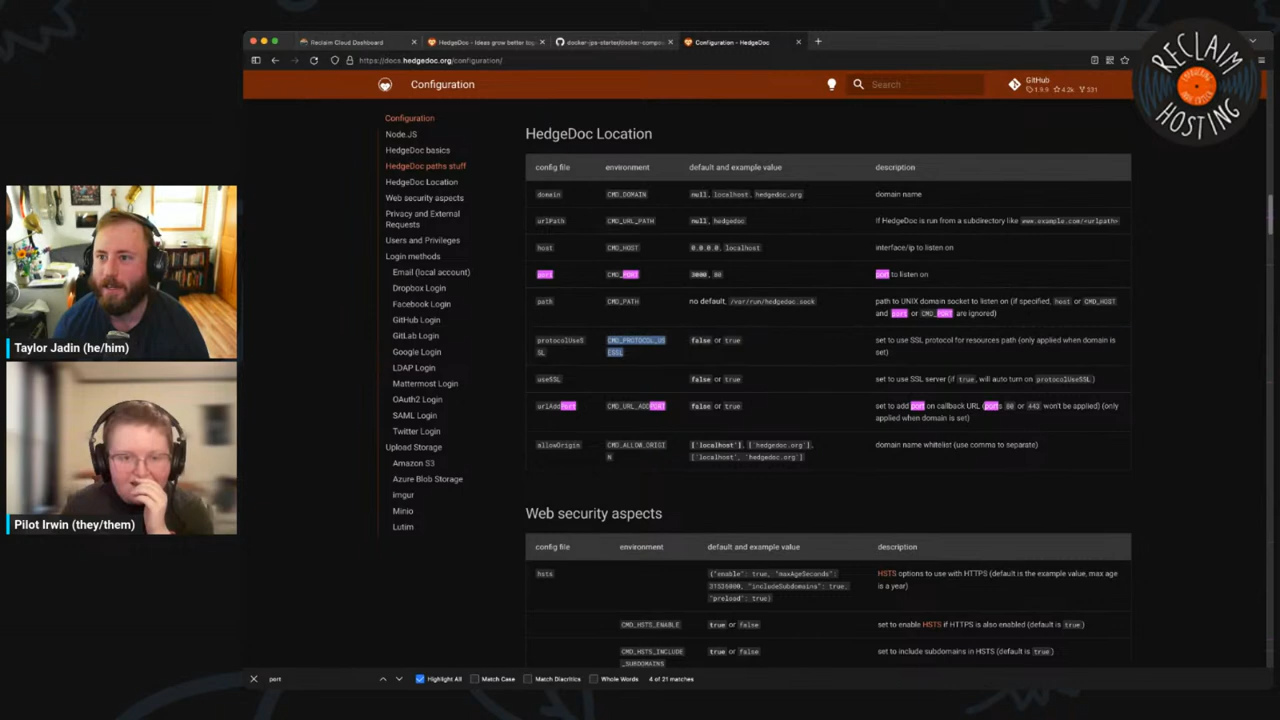 Reclaim Cloud Dashboard
HedgeDoc - Ideas grow better tog
docker-jps-started/docker-compo
Configuration - HedgeDoc
https://docs.hedgedoc.org/configuration/
Configuration
Search
GitHub
1.9.9 4.2k 331
RECLAIM
HOSTING
Configuration
Node.JS
HedgeDoc basics
HedgeDoc paths stuff
HedgeDoc Location
Web security aspects
Privacy and External
Requests
Users and Privileges
Login methods
Email (local account)
Dropbox Login
Facebook Login
GitHub Login
GitLab Login
Google Login
LDAP Login
Mattermost Login
OAuth2 Login
SAML Login
Twitter Login
Upload Storage
Amazon S3
Azure Blob Storage
Imgur
Minio
Lutim
HedgeDoc Location
config file environment default and example value description
domain CMD_DOMAIN null, localhost, hedgedoc.org domain name
urlPath CMD_URL_PATH null, hedgedoc If HedgeDoc is run from a subdirectory like www.example.com/<urlpath>
host CMD_HOST 0.0.0.0, localhost interface/ip to listen on
port CMD_PORT 3000, 80 port to listen on
path CMD_PATH no default, /var/run/hedgedoc.sock path to UNIX domain socket to listen on (if specified, host or CMD_HOST
and port or CMD_PORT are ignored)
protocolUseS CMD_PROTOCOL_US false or true set to use SSL protocol for resources path (only applied when domain is
SL ESSL set)
useSSL false or true set to use SSL server (if true, will auto turn on protocolUseSSL)
urlAddPort CMD_URL_ADDPORT false or true set to add port on callback URL (ports 80 or 443 won't be applied) (only
applied when domain is set)
allowOrigin CMD_ALLOW_ORIGI ['localhost'], ['hedgedoc.org'], domain name whitelist (use comma to separate)
N ['localhost', 'hedgedoc.org']
Web security aspects
config file environment default and example value description
hsts {"enable": true, "maxAgeSeconds": HSTS options to use with HTTPS (default is the example value, max age
31536000, "includeSubdomains": true, is a year)
"preload": true}
CMD_HSTS_ENABLE true or false set to enable HSTS if HTTPS is also enabled (default is true)
CMD_HSTS_INCLUDE true or false set to include subdomains in HSTS (default is true)
_SUBDOMAINS
port Highlight All Match Case Match Diacritics Whole Words 4 of 21 matches
Taylor Jadin (he/him)
Pilot Irwin (they/them)